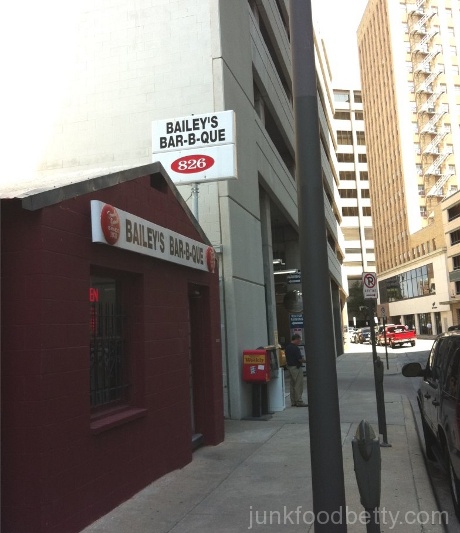 BAILEY'S
BAR-B-QUE
826
BAILEY'S BAR-B-QUE
junkfoodbetty.com